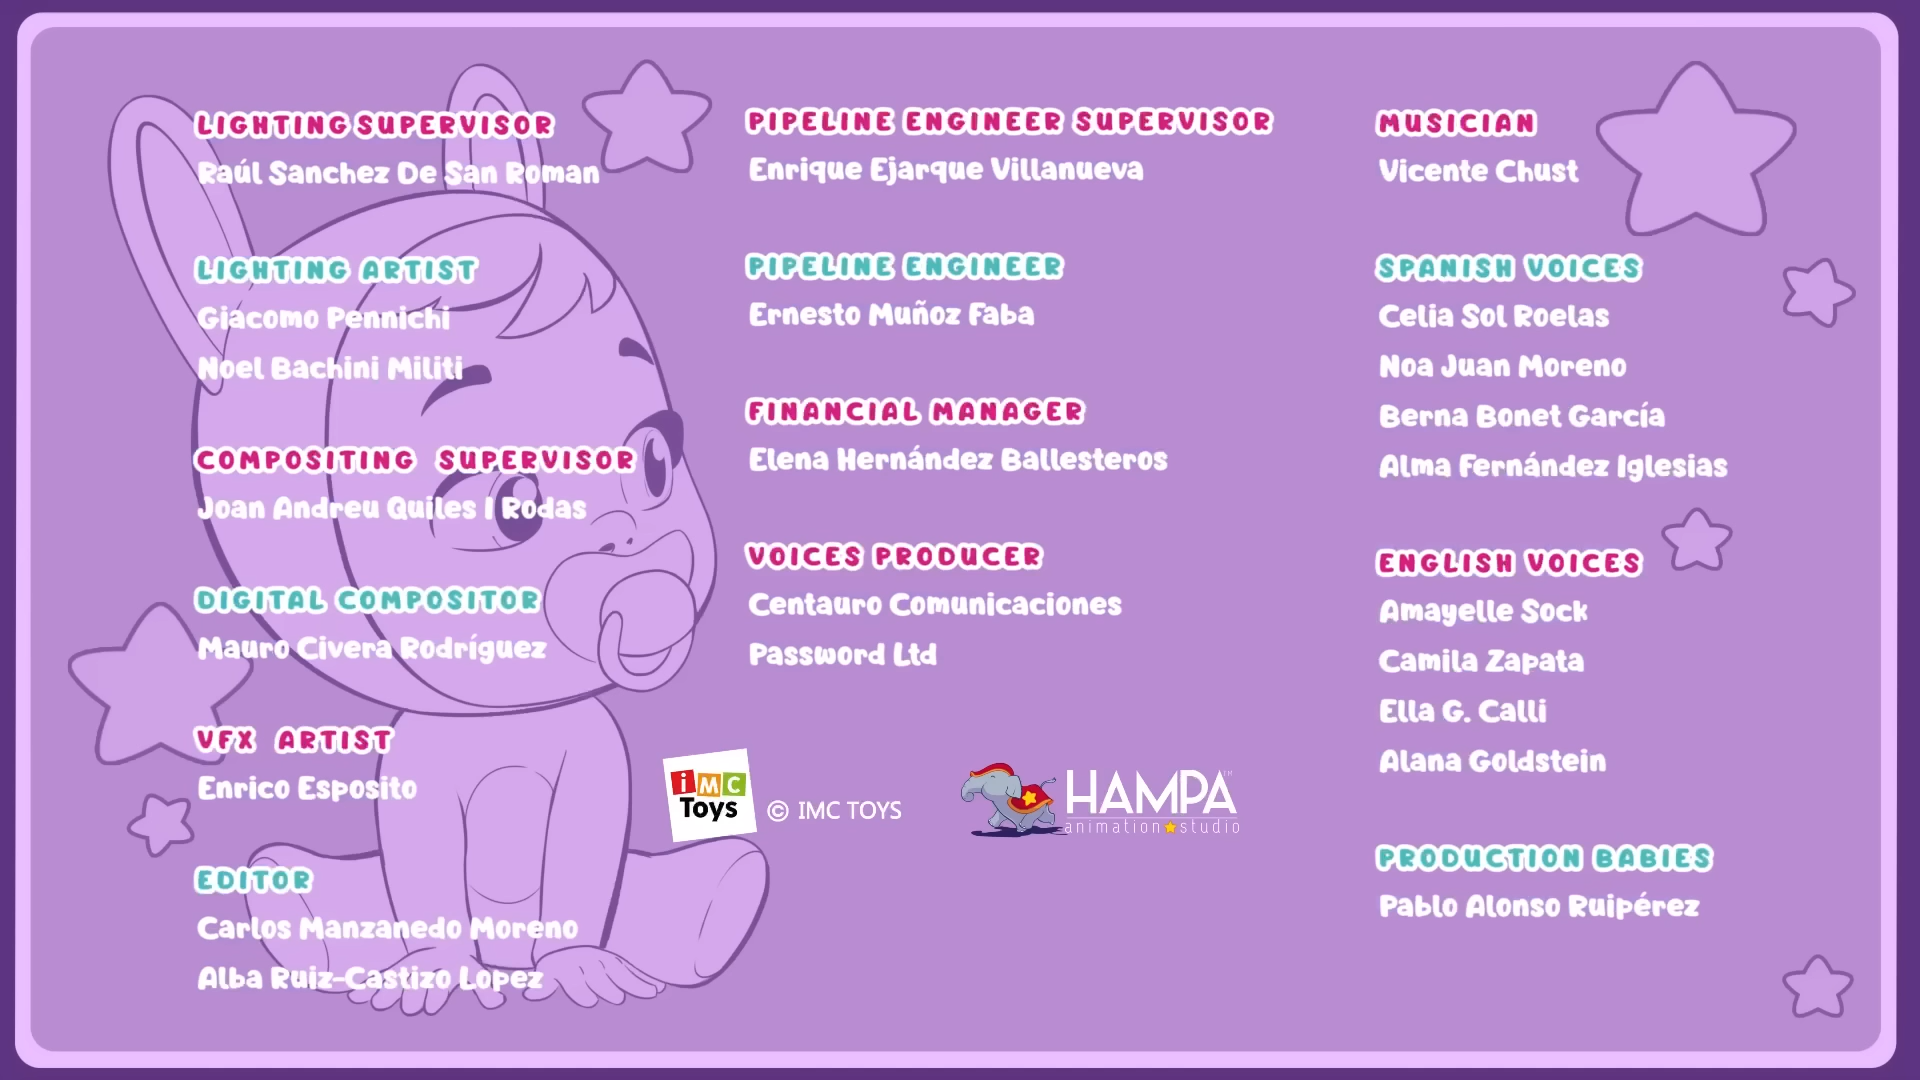 LIGHTING SUPERVISOR
Raúl Sanchez De San Roman
LIGHTING ARTIST
Giacomo Pennichi
Noel Bachini Militi
COMPOSITING SUPERVISOR
Joan Andreu Quiles I Rodas
DIGITAL COMPOSITOR
Mauro Civera Rodríguez
VFX ARTIST
Enrico Esposito
EDITOR
Carlos Manzanedo Moreno
Alba Ruiz-Castizo Lopez
PIPELINE ENGINEER SUPERVISOR
Enrique Ejarque Villanueva
PIPELINE ENGINEER
Ernesto Muñoz Faba
FINANCIAL MANAGER
Elena Hernández Ballesteros
VOICES PRODUCER
Centauro Comunicaciones
Password Ltd
iMC
Toys
© IMC TOYS
HAMPA™
animation studio
MUSICIAN
Vicente Chust
SPANISH VOICES
Celia Sol Roelas
Noa Juan Moreno
Berna Bonet García
Alma Fernández Iglesias
ENGLISH VOICES
Amayelle Sock
Camila Zapata
Ella G. Calli
Alana Goldstein
PRODUCTION BABIES
Pablo Alonso Ruipérez